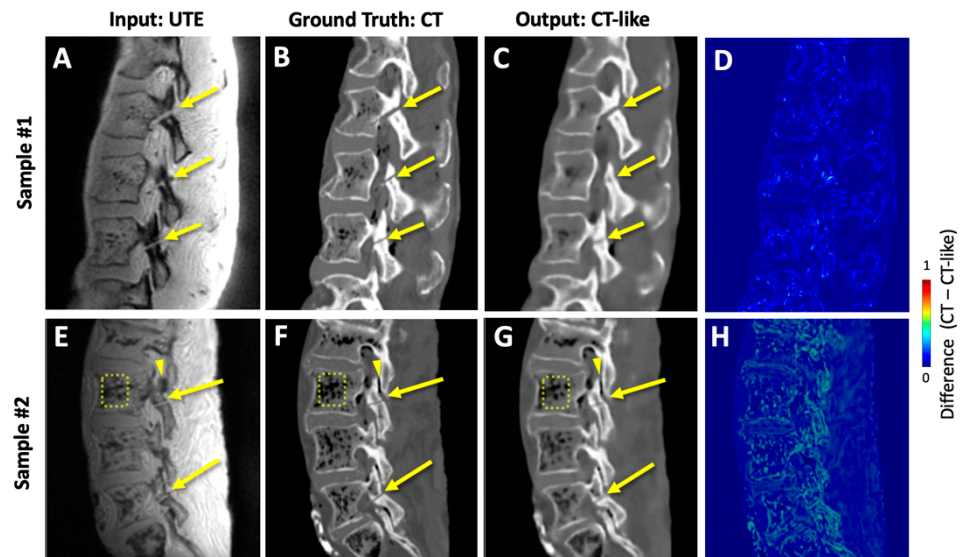 Input: UTE
Ground Truth: CT
Output: CT-like
Sample #1
A
B
C
D
Sample #2
E
F
G
H
1
0
Difference (CT – CT-like)